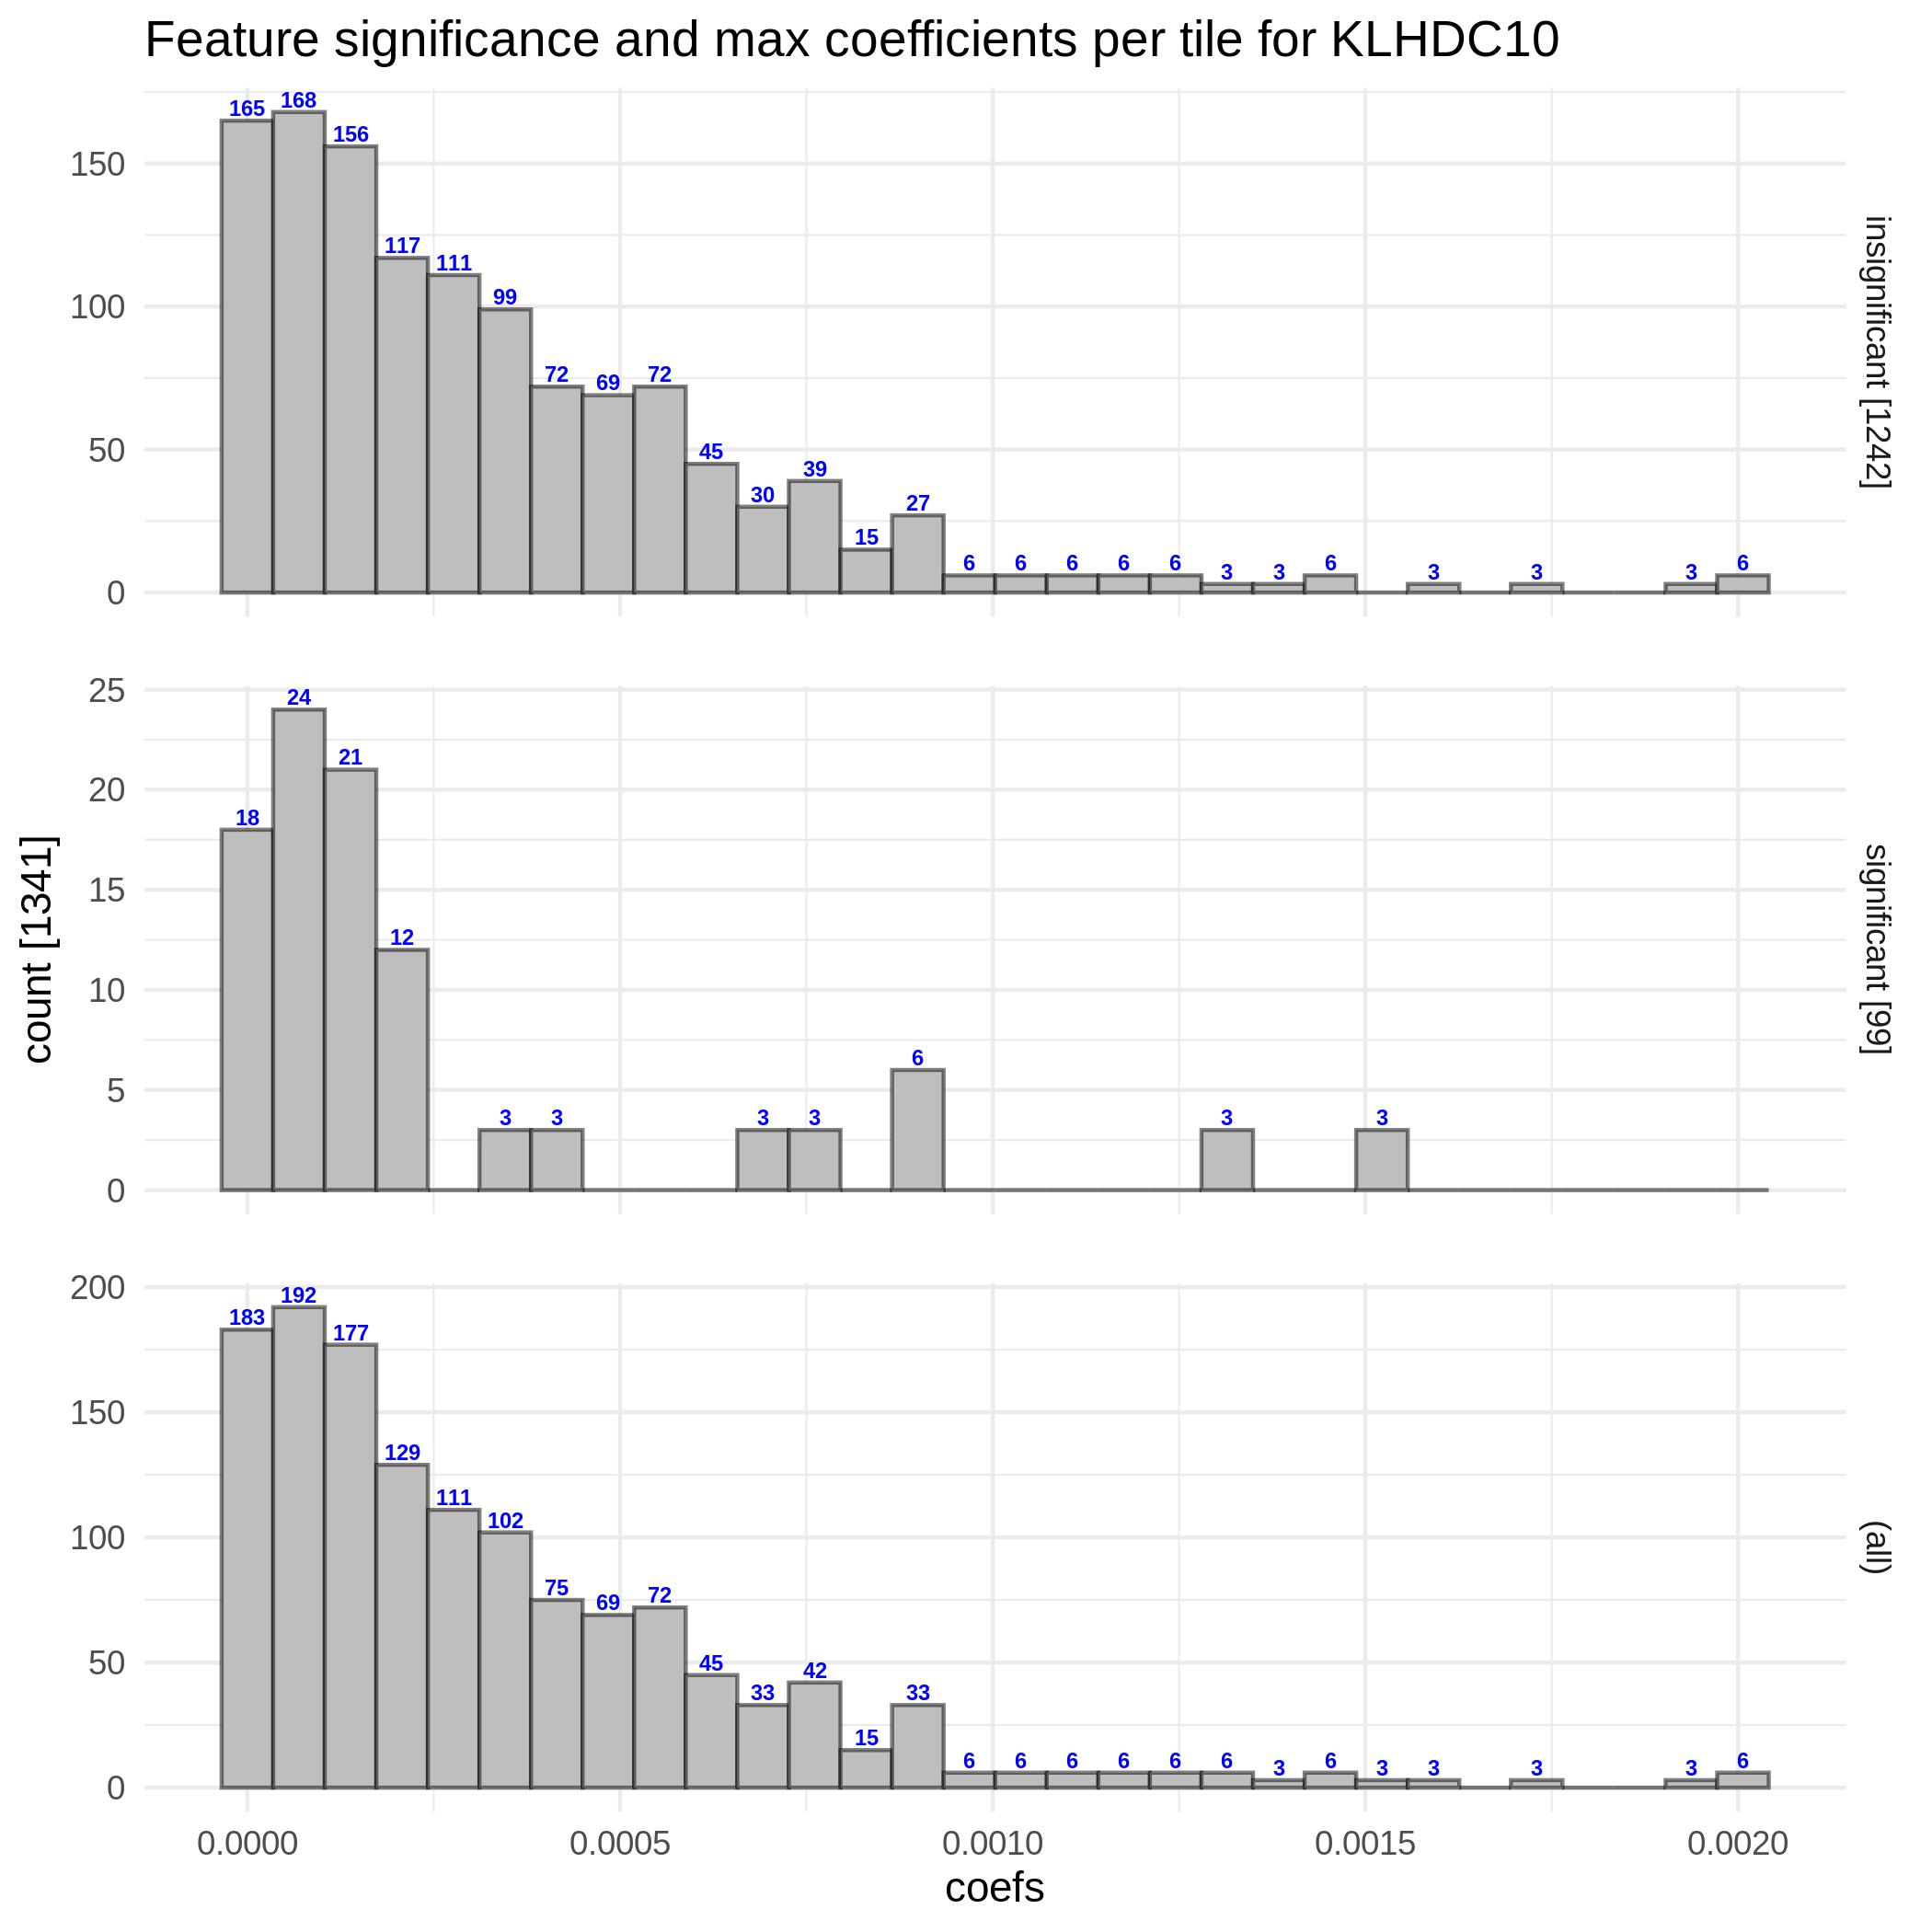 Feature significance and max coefficients per tile for KLHDC10
165 168 156 117 111 99 72 69 72 45 30 39 15 27 6 6 6 6 6 3 3 6 3 3 3 6
150
100
50
0
insignificant [1242]
18 24 21 12 3 3 3 3 6 3 3
25
20
15
10
5
0
significant [99]
count [1341]
183 192 177 129 111 102 75 69 72 45 33 42 15 33 6 6 6 6 6 6 3 6 3 3 3 3 6
200
150
100
50
0
(all)
0.0000 0.0005 0.0010 0.0015 0.0020
coefs